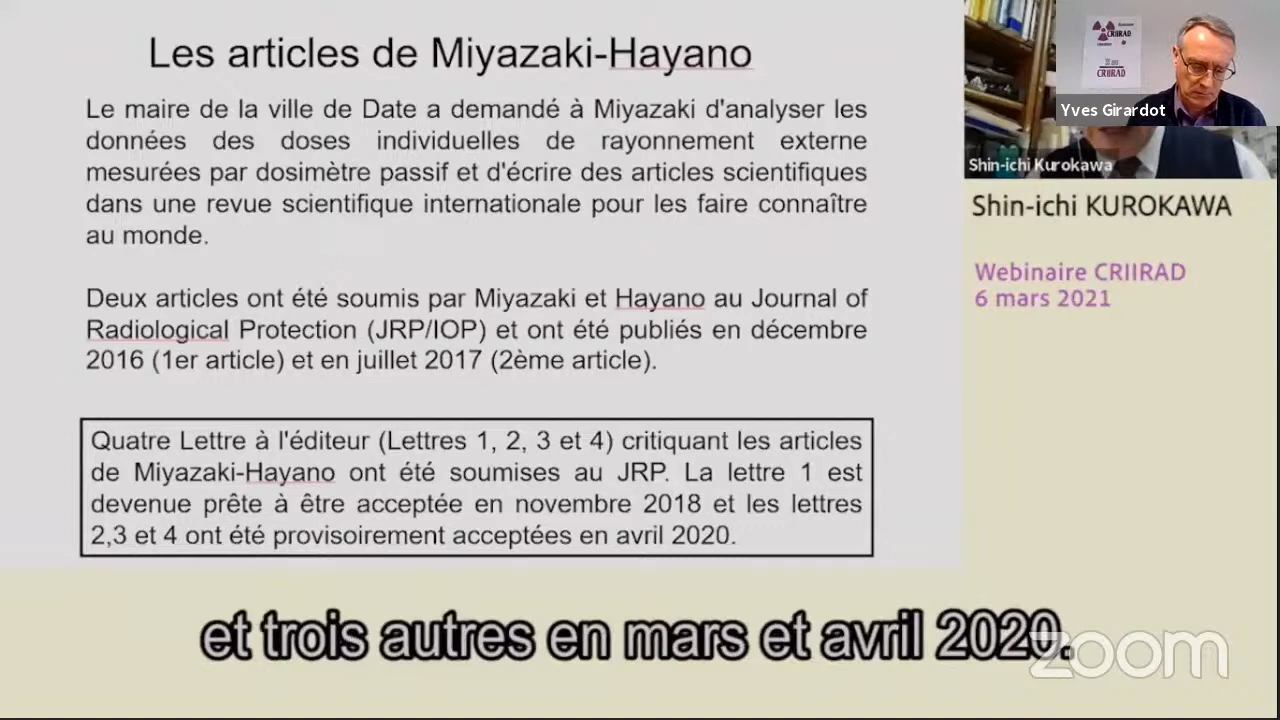 Les articles de Miyazaki-Hayano
Le maire de la ville de Date a demandé à Miyazaki d'analyser les
données des doses individuelles de rayonnement externe
mesurées par dosimètre passif et d'écrire des articles scientifiques
dans une revue scientifique internationale pour les faire connaître
au monde.
Deux articles ont été soumis par Miyazaki et Hayano au Journal of
Radiological Protection (JRP/IOP) et ont été publiés en décembre
2016 (1er article) et en juillet 2017 (2ème article).
Quatre Lettre à l'éditeur (Lettres 1, 2, 3 et 4) critiquant les articles
de Miyazaki-Hayano ont été soumises au JRP. La lettre 1 est
devenue prête à être acceptée en novembre 2018 et les lettres
2,3 et 4 ont été provisoirement acceptées en avril 2020.
CRIIRAD
CRIIRAD
Yves Girardot
Shin-ichi Kurokawa
Shin-ichi KUROKAWA
Webinaire CRIIRAD
6 mars 2021
et trois autres en mars et avril 2020.
zoom